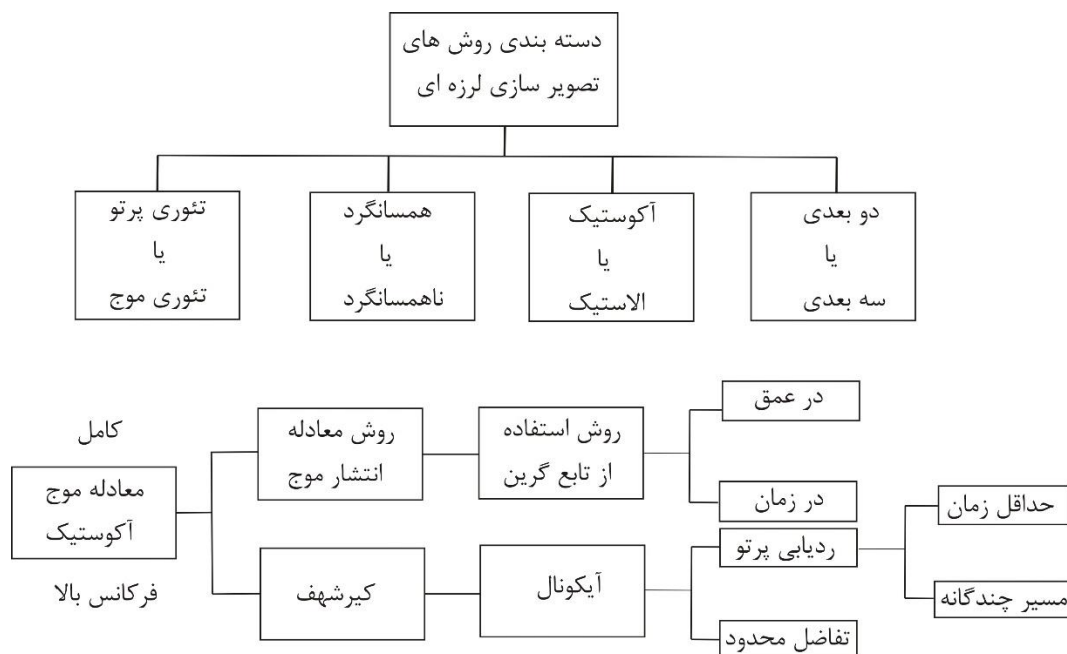 دسته بندی روش های
تصویر سازی لرزه ای
تئوری پرتو
یا
تئوری موج
همسانگرد
یا
ناهمسانگرد
آکوستیک
یا
الاستیک
دو بعدی
یا
سه بعدی
کامل
معادله موج
آکوستیک
فرکانس بالا
روش معادله
انتشار موج
کیرشهف
روش استفاده
از تابع گرین
آیکونال
در عمق
در زمان
ردیابی پرتو
تفاضل محدود
حداقل زمان
مسیر چندگانه